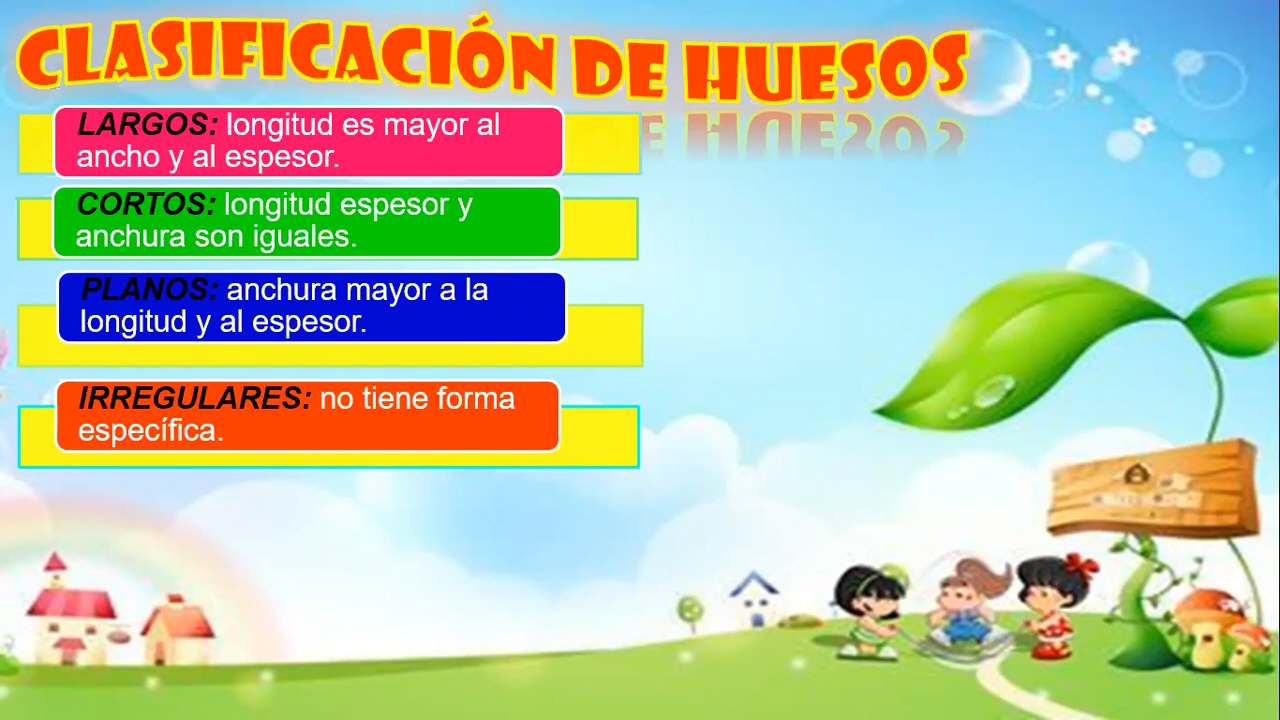 CLASIFICACIÓN DE HUESOS
LARGOS: longitud es mayor al
ancho y al espesor.
CORTOS: longitud espesor y
anchura son iguales.
PLANOS: anchura mayor a la
longitud y al espesor.
IRREGULARES: no tiene forma
específica.